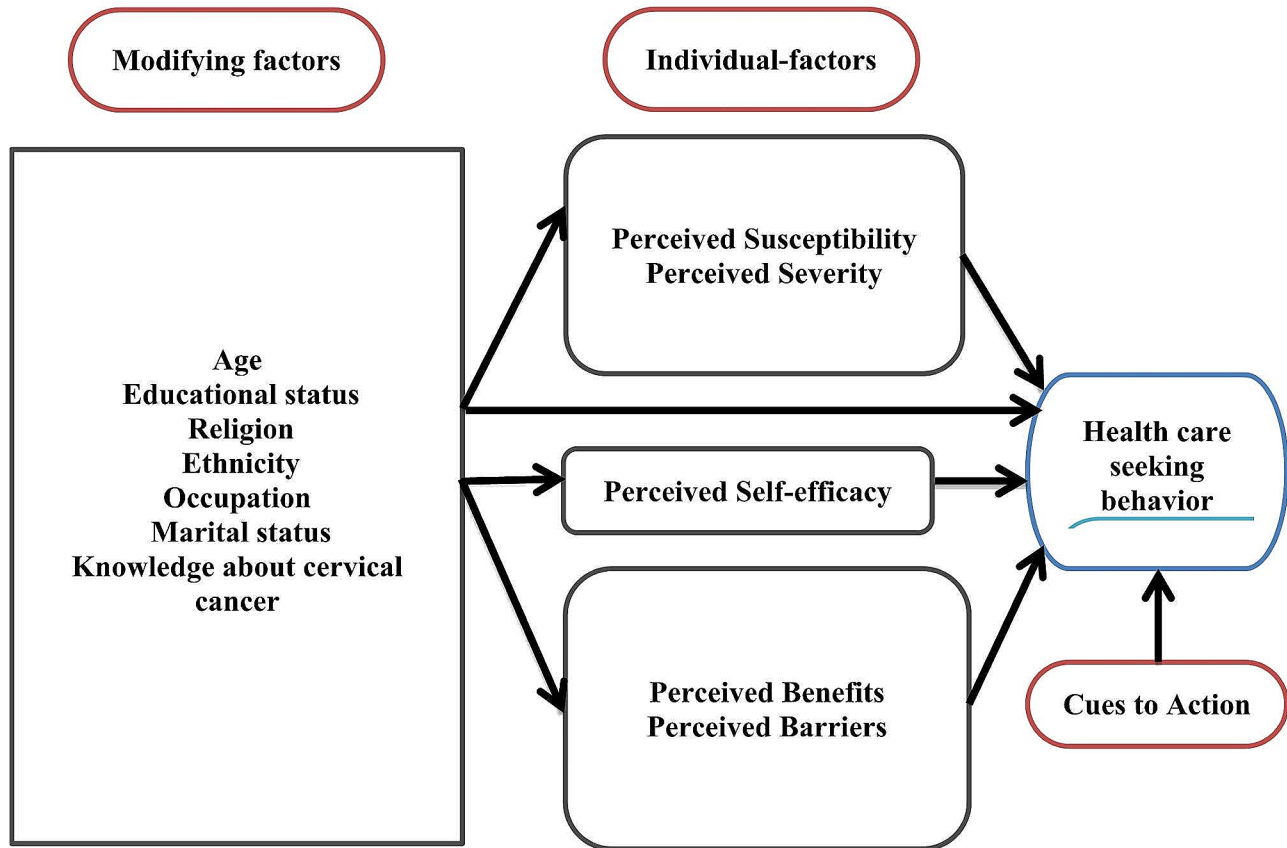 Modifying factors
Individual-factors
Age
Educational status
Religion
Ethnicity
Occupation
Marital status
Knowledge about cervical
cancer
Perceived Susceptibility
Perceived Severity
Perceived Self-efficacy
Perceived Benefits
Perceived Barriers
Health care
seeking
behavior
Cues to Action